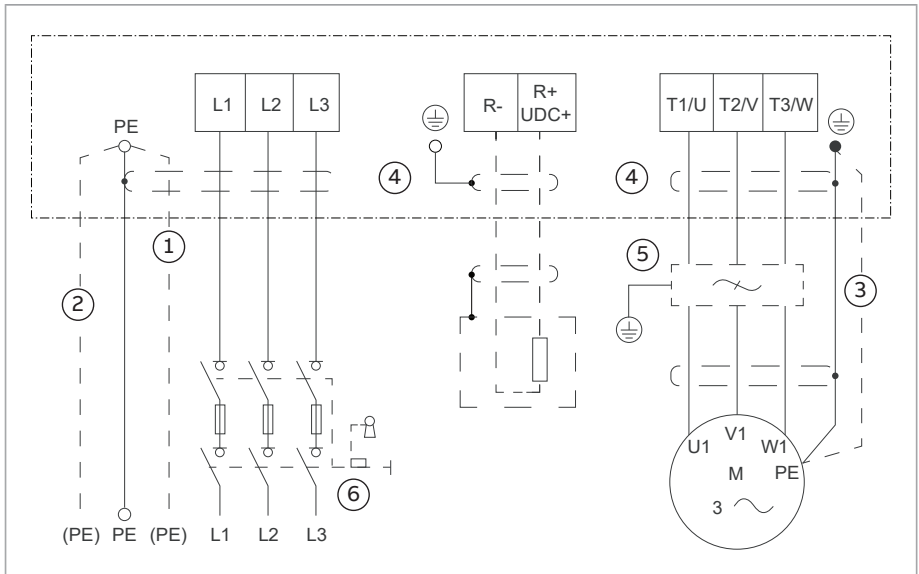 L1 L2 L3
R- R+
UDC+
T1/U T2/V T3/W
PE
4
4
1
5
2
3
V1
U1 W1
M PE
3
6
(PE) PE (PE) L1 L2 L3